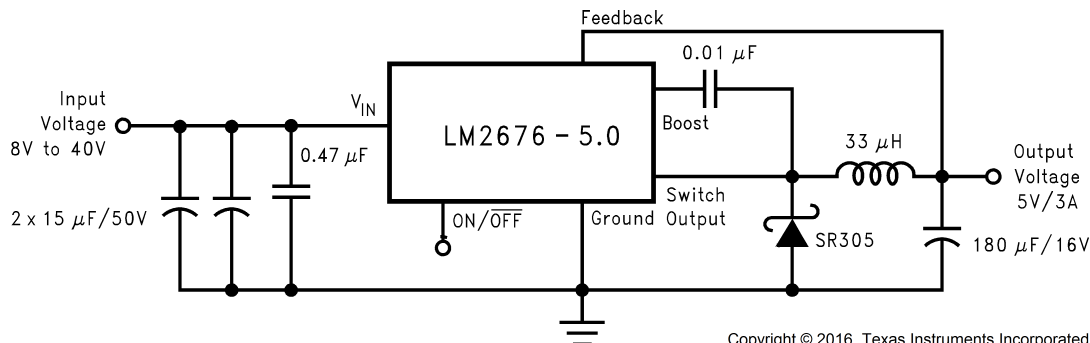 Feedback
0.01 μF
Input
Voltage
8V to 40V
V_IN
LM2676 – 5.0
Boost
0.47 μF
33 μH
Output
Voltage
5V/3A
2 x 15 μF/50V
ON/O̅F̅F̅
Ground
Switch
Output
SR305
180 μF/16V
Copyright © 2016, Texas Instruments Incorporated